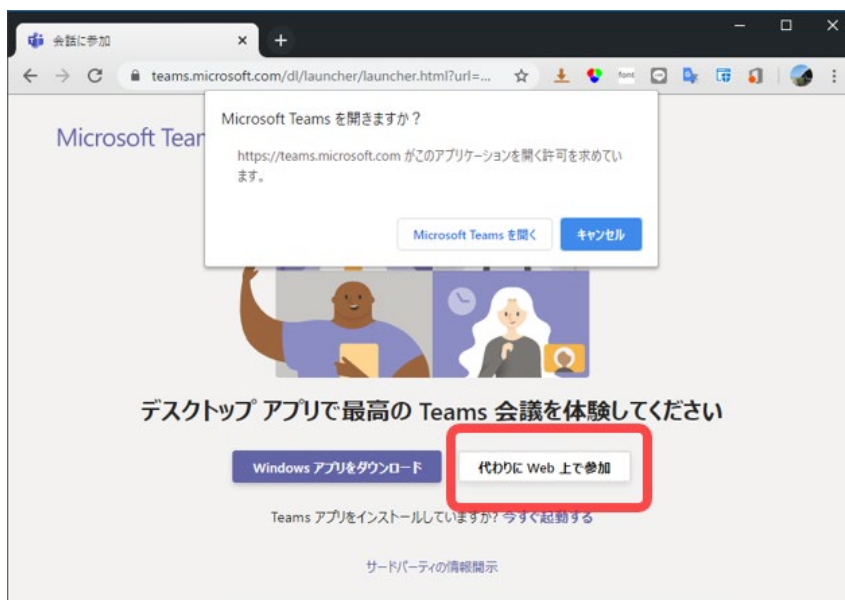 会話に参加
teams.microsoft.com/dl/launcher/launcher.html?url=...
font
Microsoft Teams を開きますか？
Microsoft Tear
https://teams.microsoft.com がこのアプリケーションを開く許可を求めてい
ます。
Microsoft Teams を開く キャンセル
デスクトップ アプリで最高の Teams 会議を体験してください
Windows アプリをダウンロード 代わりに Web 上で参加
Teams アプリをインストールしていますか? 今すぐ起動する
サードパーティの情報開示